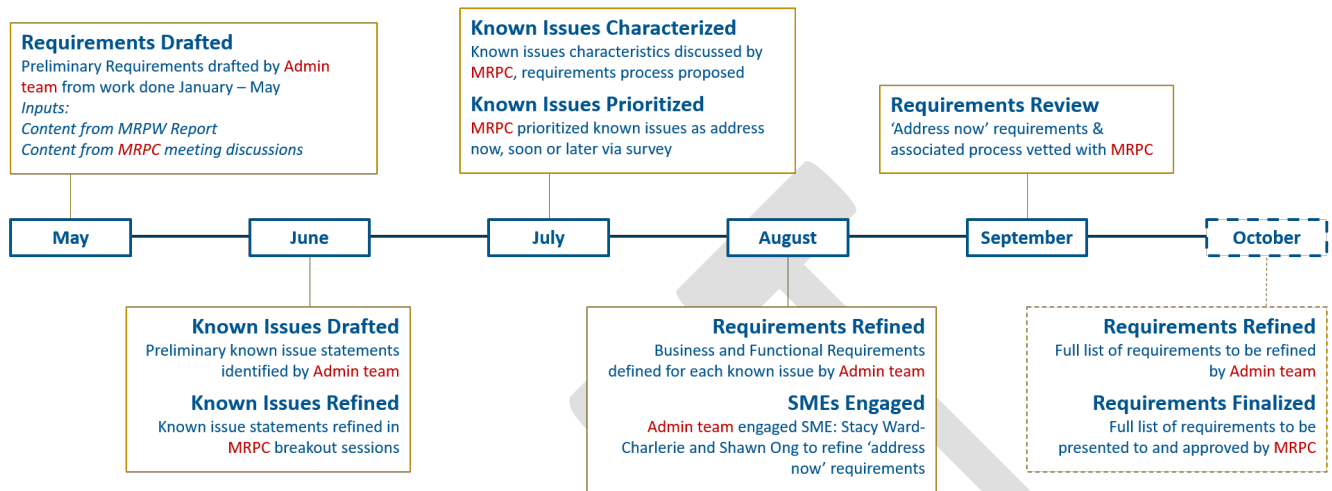 Requirements Drafted
Preliminary Requirements drafted by Admin
team from work done January – May
Inputs:
Content from MRPW Report
Content from MRPC meeting discussions
Known Issues Characterized
Known issues characteristics discussed by
MRPC, requirements process proposed
Known Issues Prioritized
MRPC prioritized known issues as address
now, soon or later via survey
Requirements Review
‘Address now’ requirements &
associated process vetted with MRPC
May
June
July
August
September
October
Known Issues Drafted
Preliminary known issue statements
identified by Admin team
Known Issues Refined
Known issue statements refined in
MRPC breakout sessions
Requirements Refined
Business and Functional Requirements
defined for each known issue by Admin team
SMEs Engaged
Admin team engaged SME: Stacy Ward-
Charlerie and Shawn Ong to refine ‘address
now’ requirements
Requirements Refined
Full list of requirements to be refined
by Admin team
Requirements Finalized
Full list of requirements to be
presented to and approved by MRPC